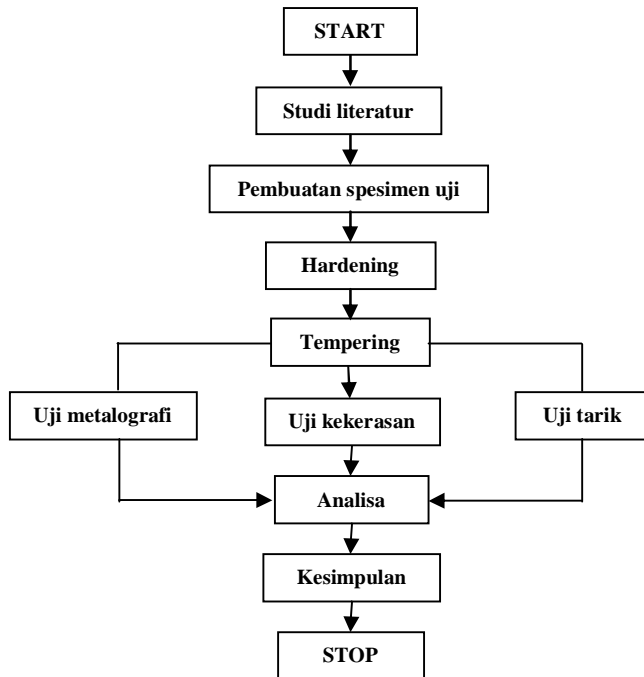 START
Studi literatur
Pembuatan spesimen uji
Hardening
Tempering
Uji metalografi
Uji kekerasan
Uji tarik
Analisa
Kesimpulan
STOP